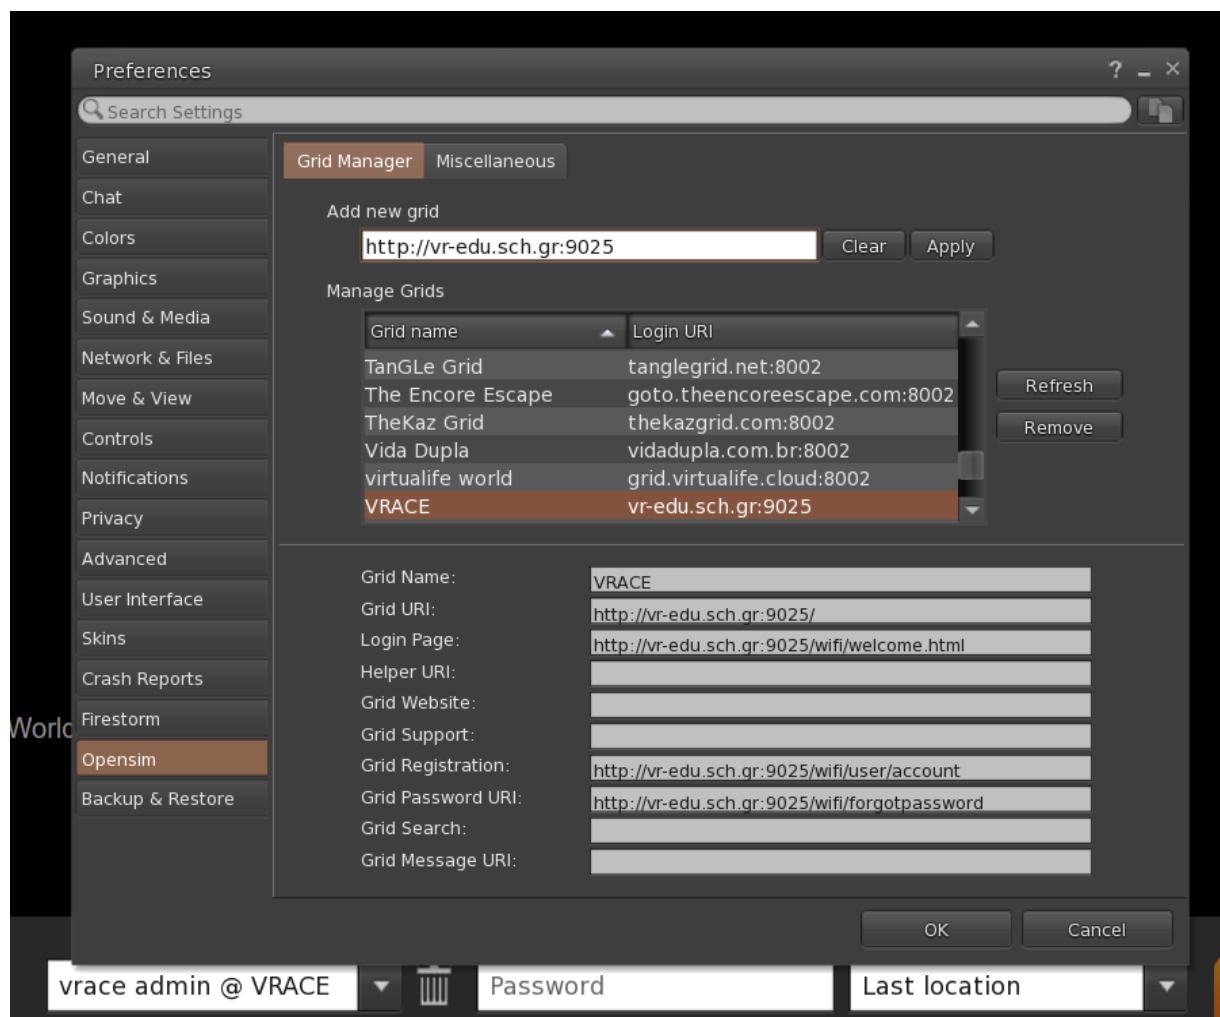 Preferences
?
Search Settings
General
Chat
Colors
Graphics
Sound & Media
Network & Files
Move & View
Controls
Notifications
Privacy
Advanced
User Interface
Skins
Crash Reports
Firestorm
Opensim
Backup & Restore
Grid Manager Miscellaneous
Add new grid
http://vr-edu.sch.gr:9025 Clear Apply
Manage Grids
Grid name Login URI
TanGLe Grid tanglegrid.net:8002
The Encore Escape goto.theencoreescape.com:8002
TheKaz Grid thekazgrid.com:8002
Vida Dupla vidadupla.com.br:8002
virtualife world grid.virtualife.cloud:8002
VRACE vr-edu.sch.gr:9025
Refresh
Remove
Grid Name: VRACE
Grid URI: http://vr-edu.sch.gr:9025/
Login Page: http://vr-edu.sch.gr:9025/wifi/welcome.html
Helper URI:
Grid Website:
Grid Support:
Grid Registration: http://vr-edu.sch.gr:9025/wifi/user/account
Grid Password URI: http://vr-edu.sch.gr:9025/wifi/forgotpassword
Grid Search:
Grid Message URI:
OK Cancel
vrace admin @ VRACE Password Last location